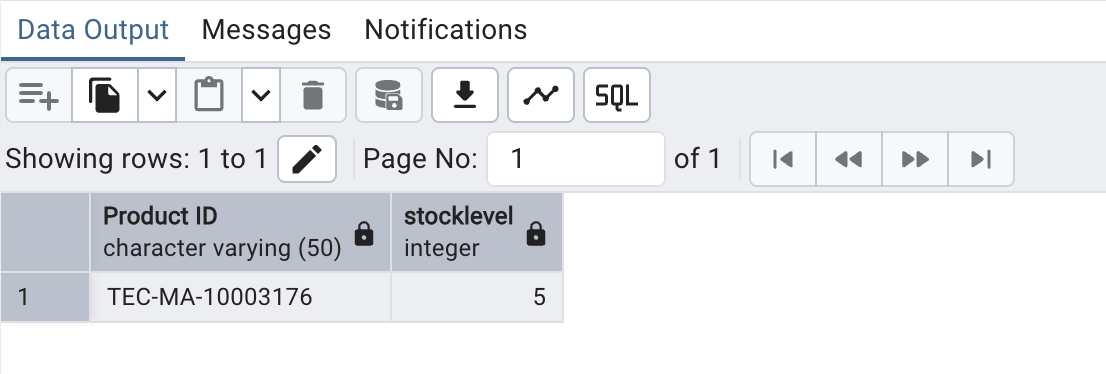 Data Output Messages Notifications
SQL
Showing rows: 1 to 1 Page No: 1 of 1
Product ID stocklevel
character varying (50) integer
1 TEC-MA-10003176 5